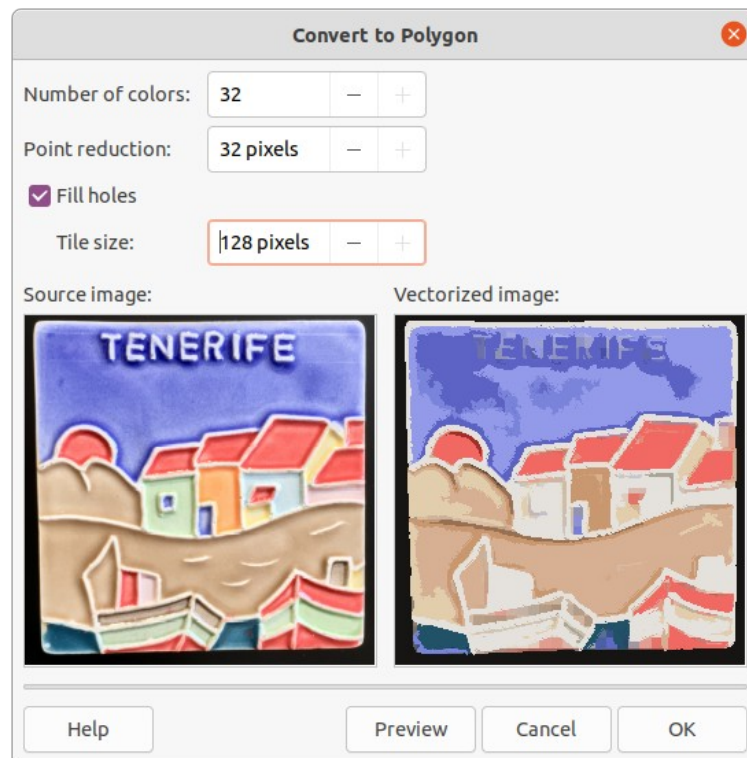 Convert to Polygon
Number of colors: 32
Point reduction: 32 pixels
Fill holes
Tile size: 128 pixels
Source image: Vectorized image:
TENERIFE TENERIFE
Help Preview Cancel OK